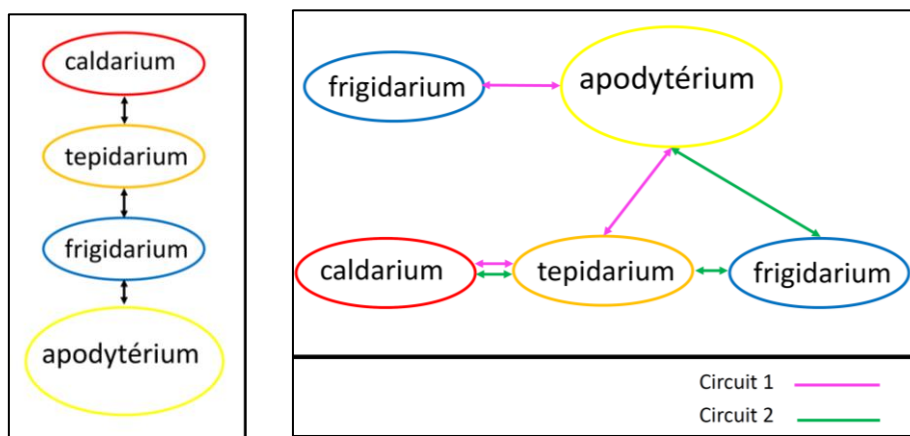 caldarium
tepidarium
frigidarium
apodytérium
frigidarium
apodytérium
caldarium
tepidarium
frigidarium
Circuit 1
Circuit 2